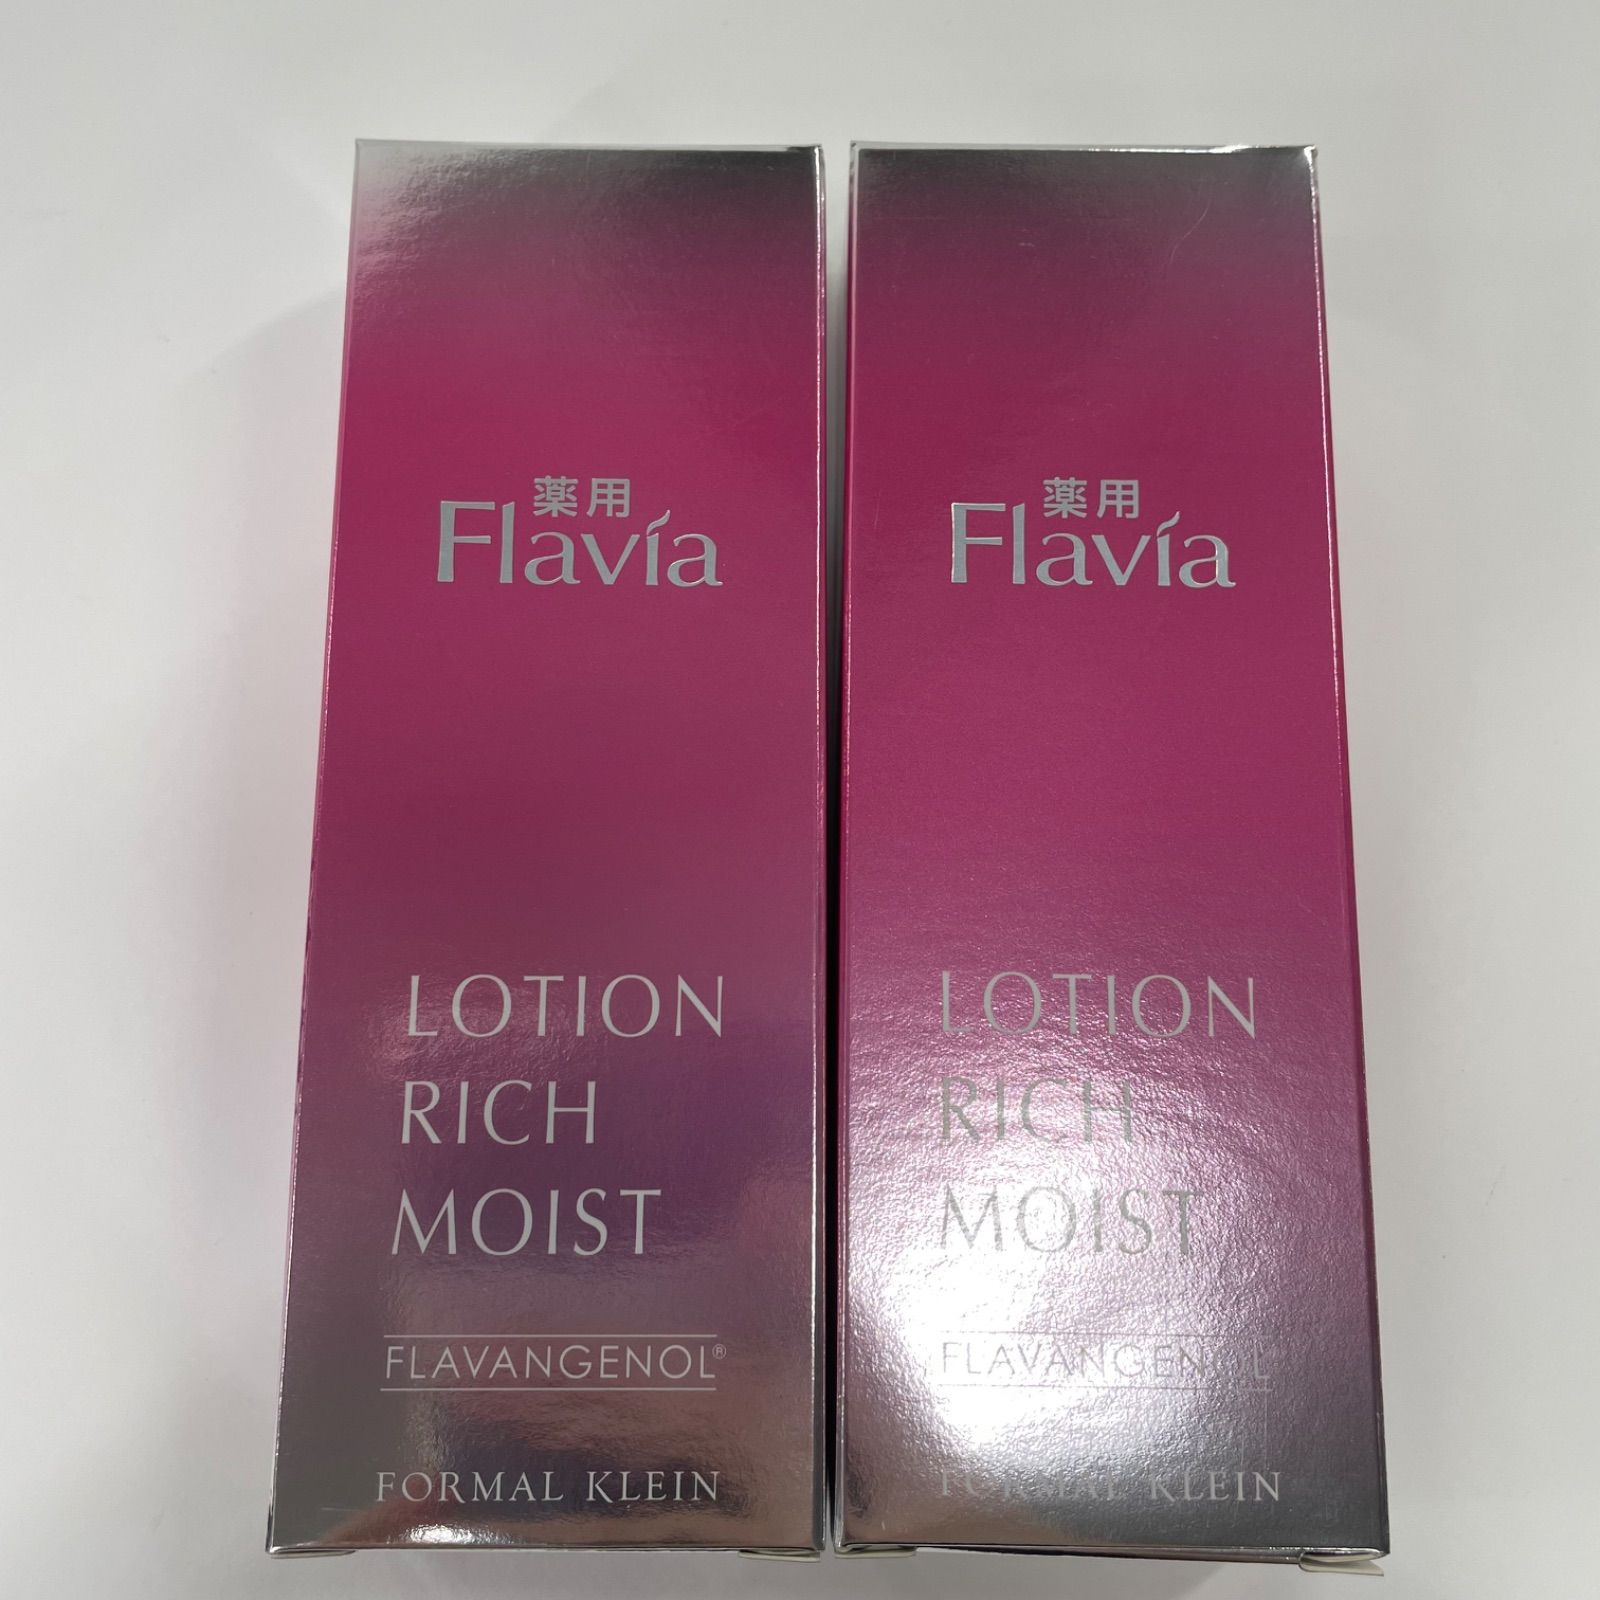 薬用
Flavia
LOTION
RICH
MOIST
FLAVANGENOL®
FORMAL KLEIN
薬用
Flavia
LOTION
RICH
MOIST
FLAVANGENOL
FORMAL KLEIN